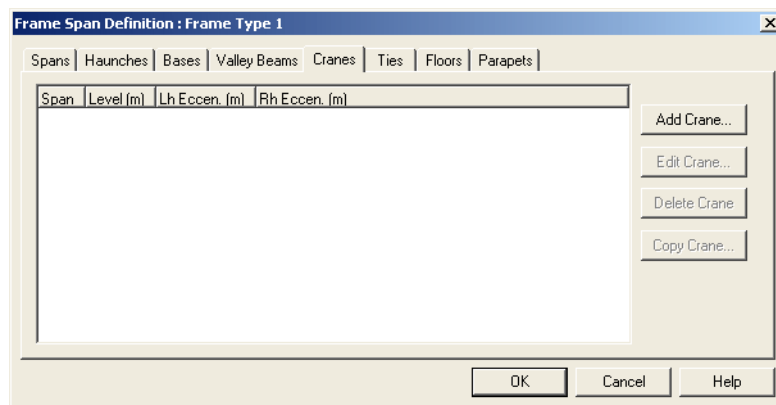 Frame Span Definition : Frame Type 1
Spans Haunches Bases Valley Beams Cranes Ties Floors Parapets
Span Level (m) Lh Eccen. (m) Rh Eccen. (m)
Add Crane...
Edit Crane...
Delete Crane
Copy Crane...
OK Cancel Help